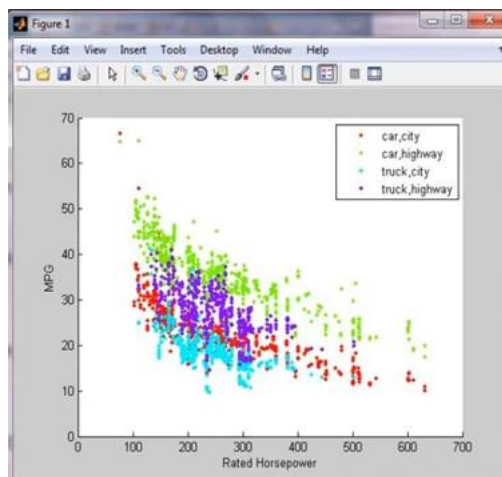 Figure 1
File Edit View Insert Tools Desktop Window Help
70
60
50
40
30
20
10
0
MPG
car,city
car,highway
truck,city
truck,highway
0 100 200 300 400 500 600 700
Rated Horsepower